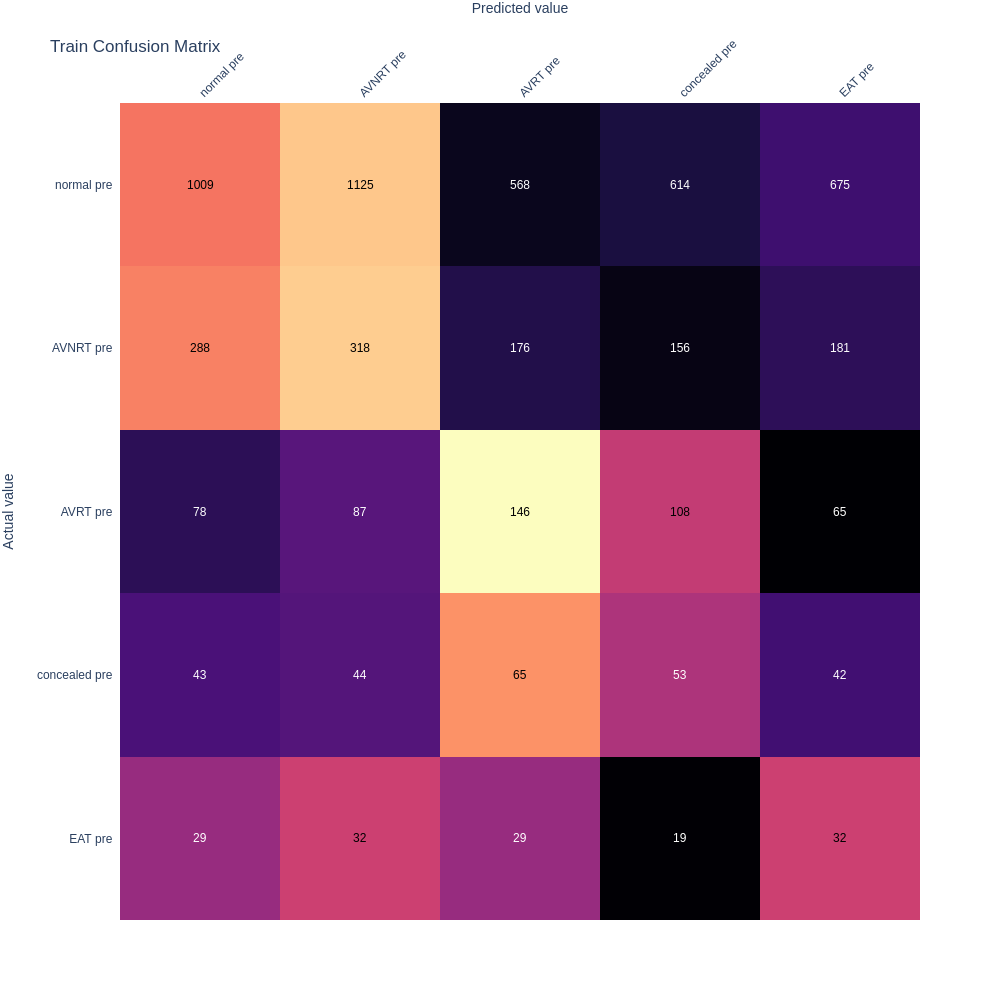 Predicted value
Train Confusion Matrix
normal pre AVNRT pre AVRT pre concealed pre EAT pre
normal pre 1009 1125 568 614 675
AVNRT pre 288 318 176 156 181
Actual value
AVRT pre 78 87 146 108 65
concealed pre 43 44 65 53 42
EAT pre 29 32 29 19 32